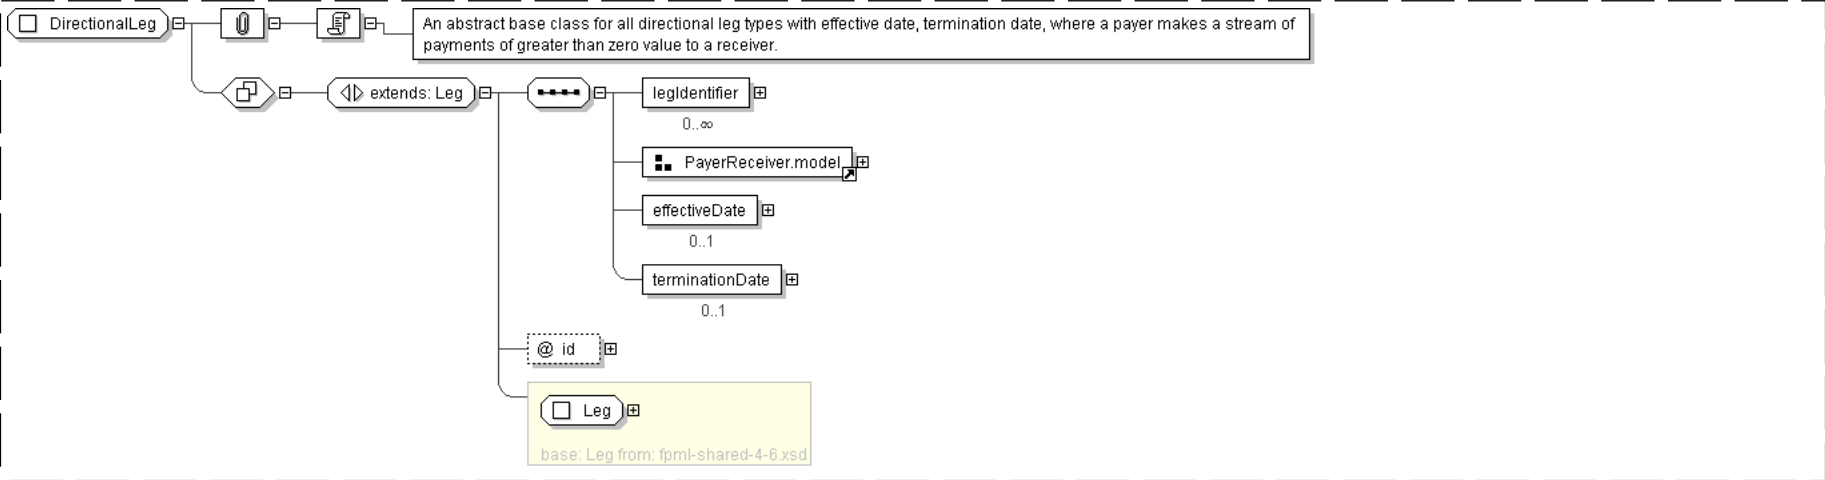 DirectionalLeg
An abstract base class for all directional leg types with effective date, termination date, where a payer makes a stream of
payments of greater than zero value to a receiver.
extends: Leg
legIdentifier
0..∞
PayerReceiver.model
effectiveDate
0..1
terminationDate
0..1
@ id
Leg
base: Leg from: fpml-shared-4-6.xsd